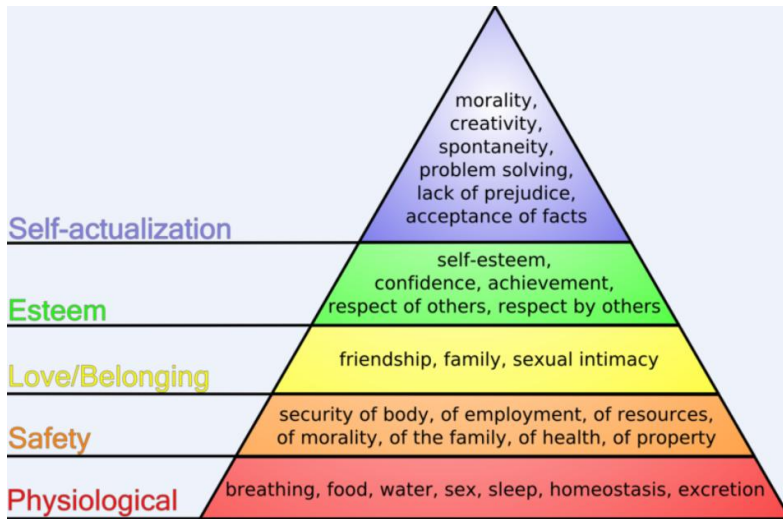 morality,
creativity,
spontaneity,
problem solving,
lack of prejudice,
acceptance of facts
Self-actualization
self-esteem,
confidence, achievement,
respect of others, respect by others
Esteem
friendship, family, sexual intimacy
Love/Belonging
security of body, of employment, of resources,
of morality, of the family, of health, of property
Safety
breathing, food, water, sex, sleep, homeostasis, excretion
Physiological